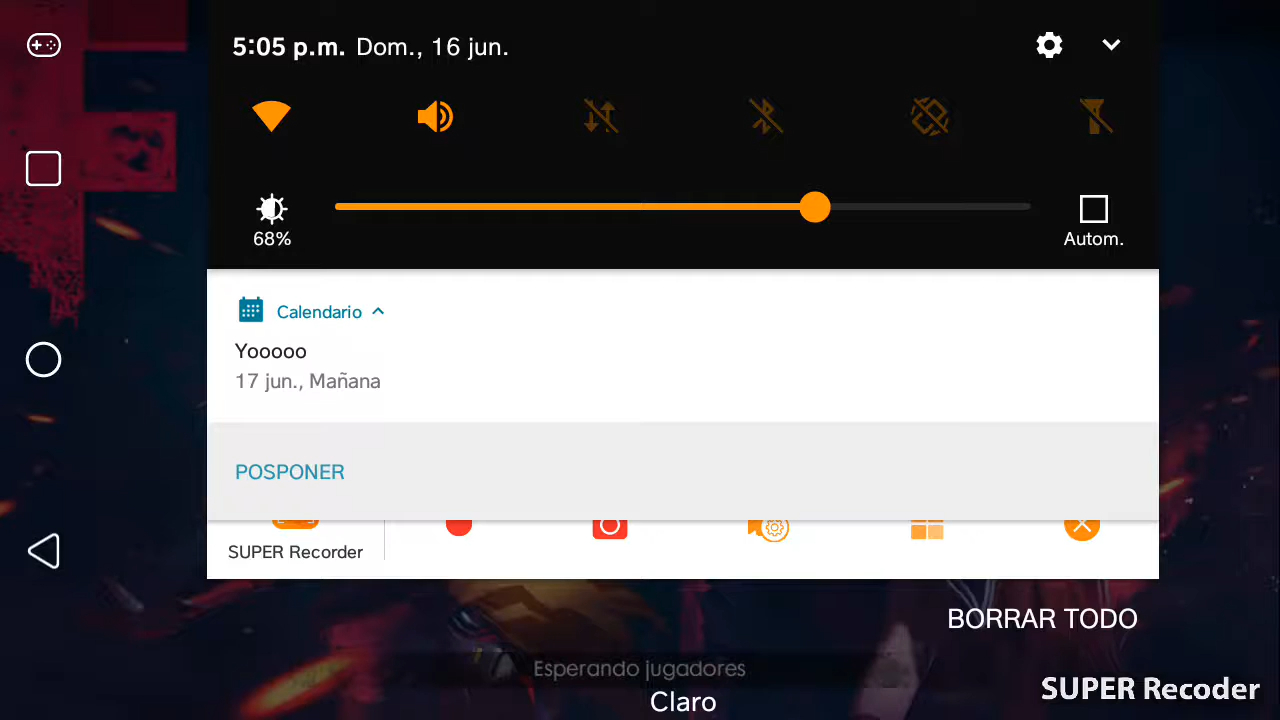 5:05 p.m. Dom., 16 jun.
68%
Autom.
Calendario
Yooooo
17 jun., Mañana
POSPONER
SUPER Recorder
BORRAR TODO
Esperando jugadores
Claro
SUPER Recoder